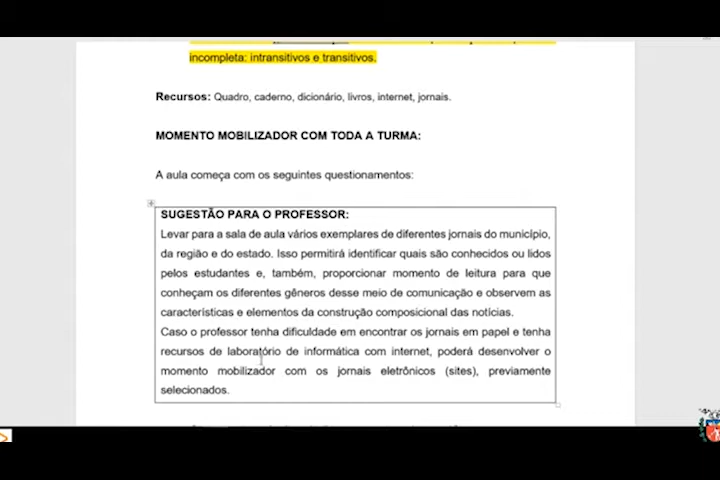 incompleta: intransitivos e transitivos.
Recursos: Quadro, caderno, dicionário, livros, internet, jornais.
MOMENTO MOBILIZADOR COM TODA A TURMA:
A aula começa com os seguintes questionamentos:
SUGESTÃO PARA O PROFESSOR:
Levar para a sala de aula vários exemplares de diferentes jornais do município,
da região e do estado. Isso permitirá identificar quais são conhecidos ou lidos
pelos estudantes e, também, proporcionar momento de leitura para que
conheçam os diferentes gêneros desse meio de comunicação e observem as
características e elementos da construção composicional das notícias.
Caso o professor tenha dificuldade em encontrar os jornais em papel e tenha
recursos de laboratório de informática com internet, poderá desenvolver o
momento mobilizador com os jornais eletrônicos (sites), previamente
selecionados.